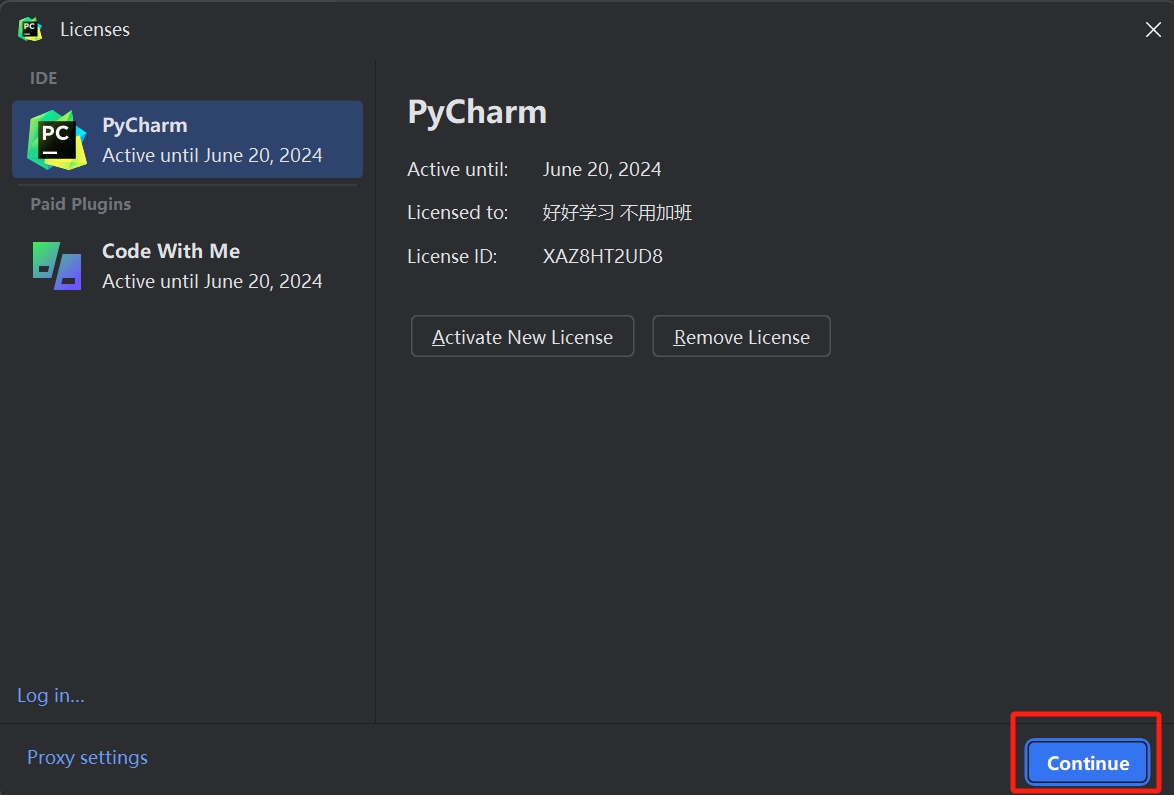 PC
Licenses
IDE
PC
PyCharm
Active until June 20, 2024
Paid Plugins
Code With Me
Active until June 20, 2024
PyCharm
Active until: June 20, 2024
Licensed to: 好好学习 不用加班
License ID: XAZ8HT2UD8
Activate New License Remove License
Log in...
Proxy settings
Continue